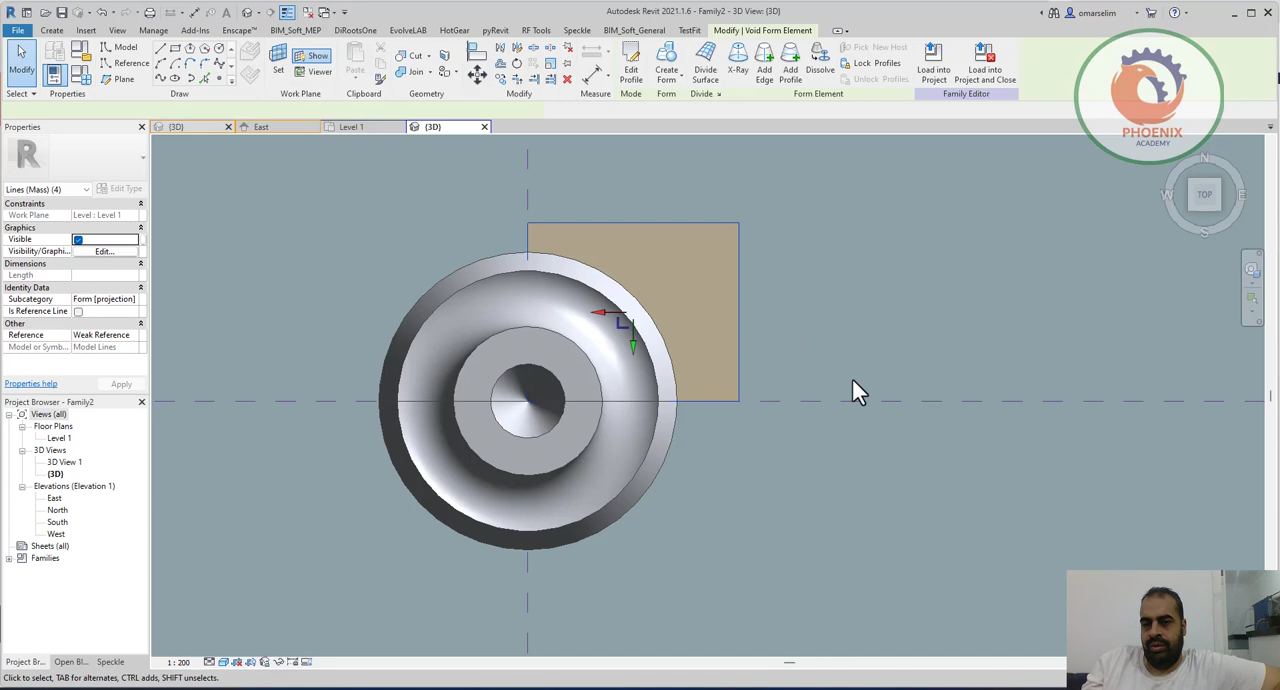 Autodesk Revit 2021.1.6 - Family2 - 3D View: {3D}
omarselim
File Create Insert View Manage Add-Ins Enscape™ BIM_Soft_MEP DiRootsOne EvolveLAB HotGear pyRevit RF Tools Speckle BIM_Soft_General TestFit Modify | Void Form Element
Model
Reference
Plane
Show
Viewer
Cut
Join
Pick New Host
Lock Profiles
Unlock Profiles
Modify
Set
Paste
Edit Profile
Create Form
Divide Surface
X-Ray
Add Edge
Add Profile
Dissolve
Load into Project
Load into Project and Close
Select Properties Draw Work Plane Clipboard Geometry Modify Measure Mode Form Divide Form Element Family Editor
PHOENIX
ACADEMY
Properties
{3D} East Level 1 {3D}
N
W TOP E
S
Lines (Mass) (4) Edit Type
Constraints
Work Plane Level : Level 1
Graphics
Visible
Visibility/Graphi... Edit...
Dimensions
Length
Identity Data
Subcategory Form [projection]
Is Reference Line
Other
Reference Weak Reference
Model or Symb... Model Lines
Properties help Apply
Project Browser - Family2
Views (all)
Floor Plans
Level 1
3D Views
3D View 1
{3D}
Elevations (Elevation 1)
East
North
South
West
Sheets (all)
Families
Project Br... Open Bl... Speckle
1 : 200
Click to select, TAB for alternates, CTRL adds, SHIFT unselects.